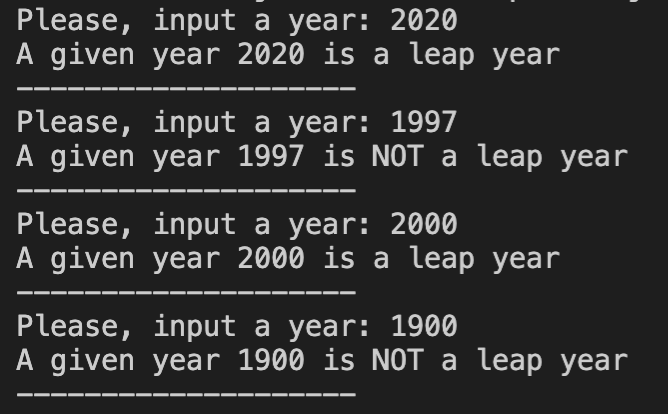 Please, input a year: 2020
A given year 2020 is a leap year
--------------------
Please, input a year: 1997
A given year 1997 is NOT a leap year
--------------------
Please, input a year: 2000
A given year 2000 is a leap year
--------------------
Please, input a year: 1900
A given year 1900 is NOT a leap year
--------------------